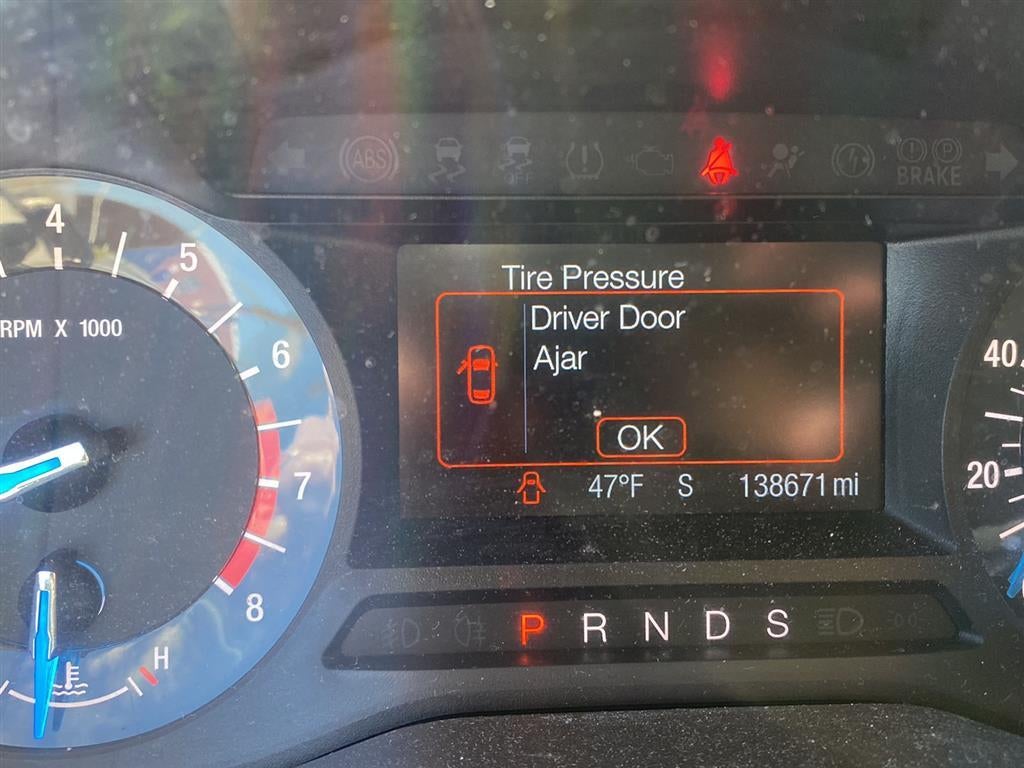 ABS
OFF
BRAKE
4
5
6
7
8
RPM X 1000
H
Tire Pressure
Driver Door
Ajar
OK
47°F S 138671 mi
40
20
P R N D S